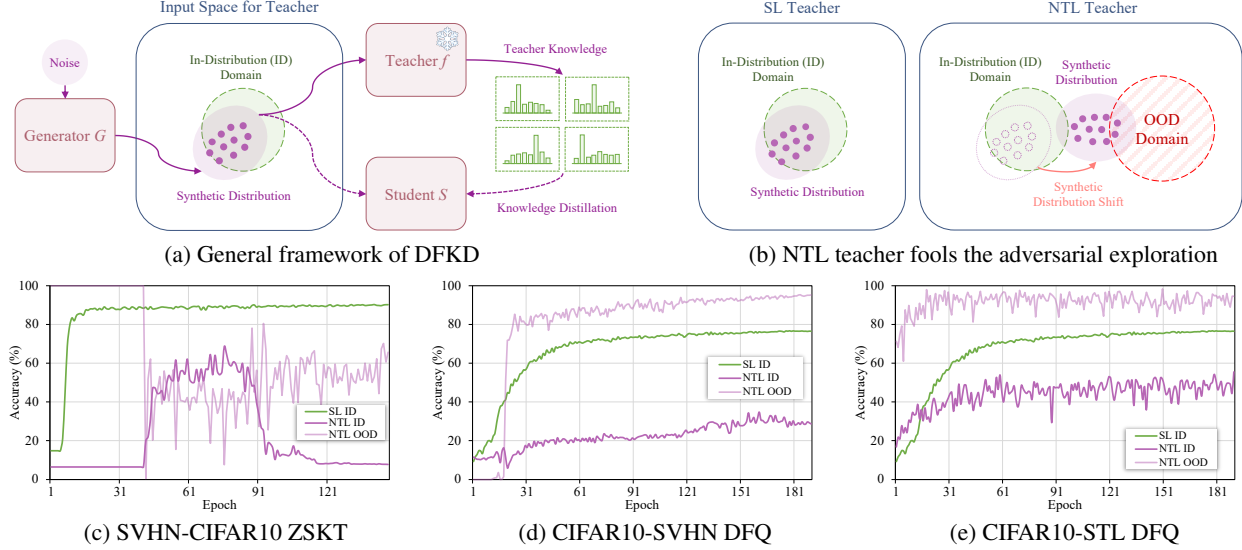 Input Space for Teacher
Noise
Generator G
In-Distribution (ID)
Domain
Synthetic Distribution
Teacher f
Teacher Knowledge
Student S
Knowledge Distillation
(a) General framework of DFKD
SL Teacher
In-Distribution (ID)
Domain
Synthetic Distribution
NTL Teacher
In-Distribution (ID)
Domain
Synthetic
Distribution
OOD
Domain
Synthetic
Distribution Shift
(b) NTL teacher fools the adversarial exploration
Accuracy (%)
100
80
60
40
20
0
1 31 61 91 121
Epoch
SL ID
NTL ID
NTL OOD
(c) SVHN-CIFAR10 ZSKT
Accuracy (%)
100
80
60
40
20
0
1 31 61 91 121 151 181
Epoch
SL ID
NTL ID
NTL OOD
(d) CIFAR10-SVHN DFQ
Accuracy (%)
100
80
60
40
20
0
1 31 61 91 121 151 181
Epoch
SL ID
NTL ID
NTL OOD
(e) CIFAR10-STL DFQ